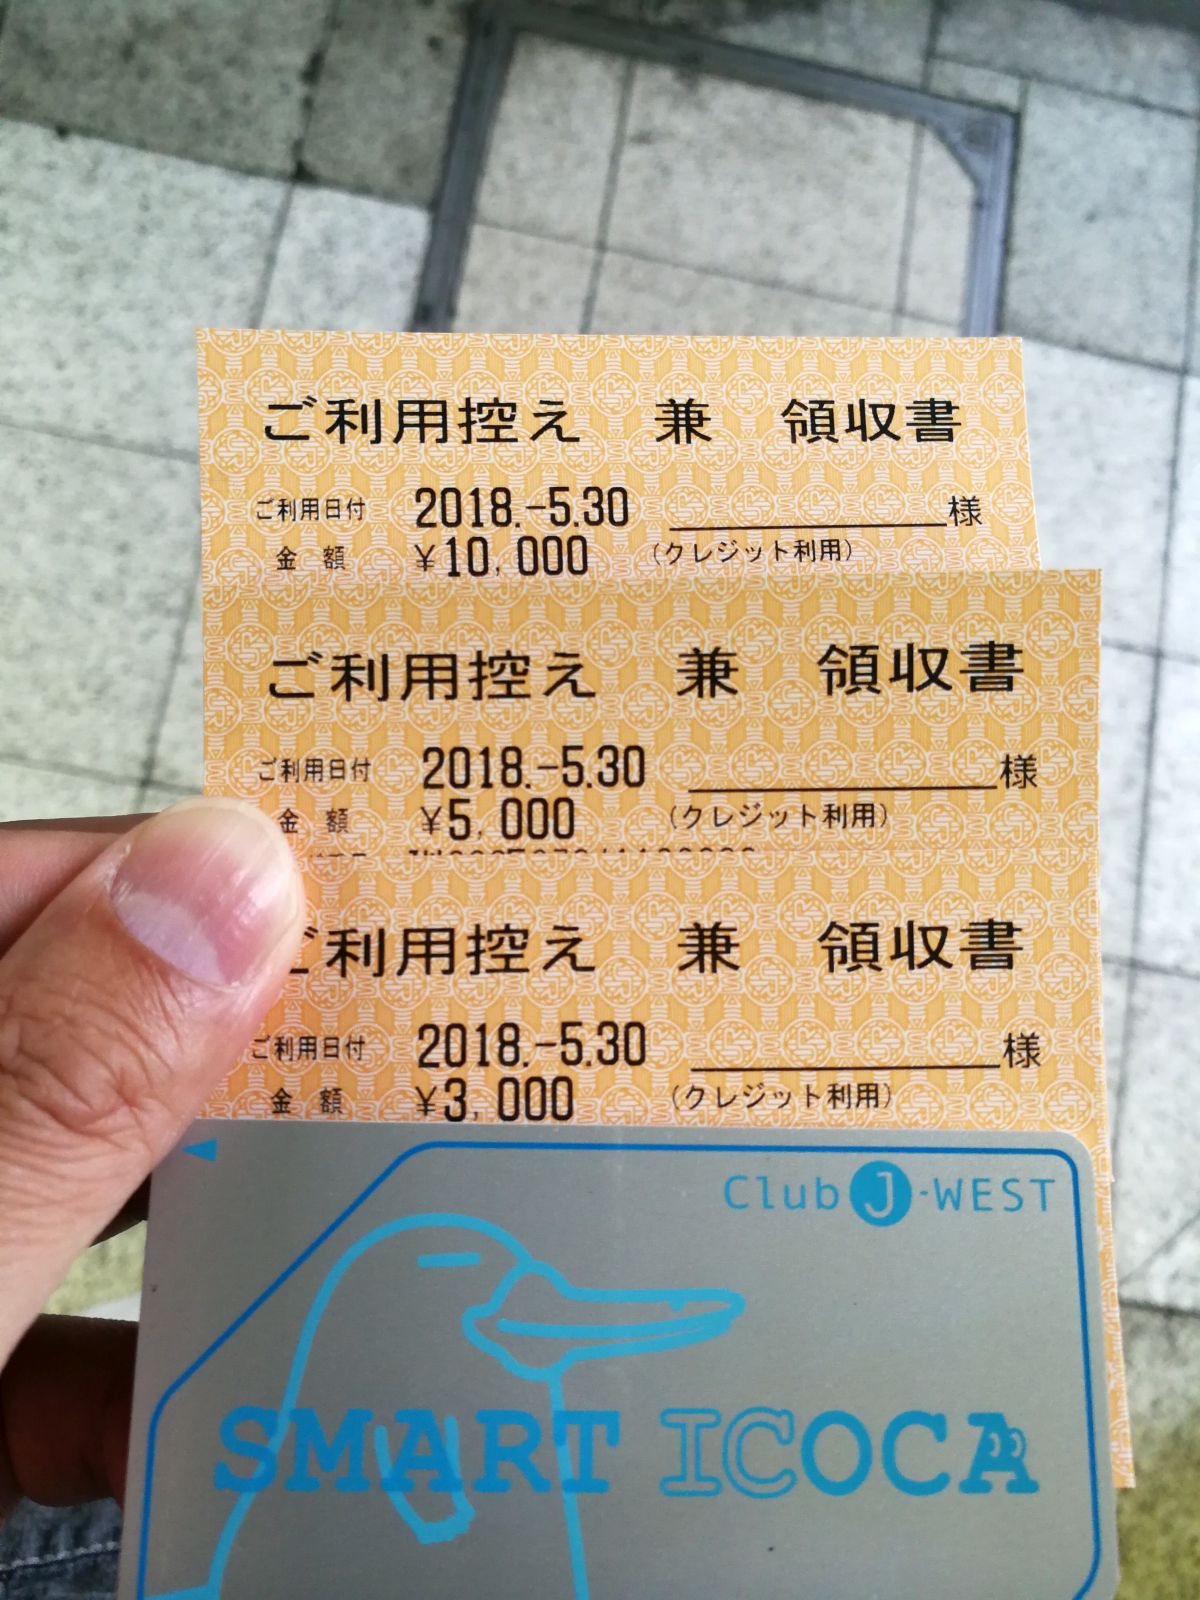 ご利用控え 兼 領収書
ご利用日付 2018.-5.30 様
金 額 ¥10,000 (クレジット利用)
ご利用控え 兼 領収書
ご利用日付 2018.-5.30 様
金 額 ¥5,000 (クレジット利用)
ご利用控え 兼 領収書
ご利用日付 2018.-5.30 様
金 額 ¥3,000 (クレジット利用)
Club J-WEST
SMART ICOCA